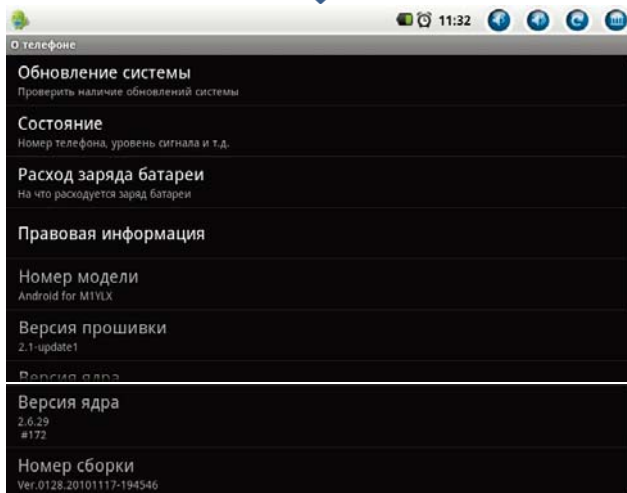 11:32
О телефоне
Обновление системы
Проверить наличие обновлений системы
Состояние
Номер телефона, уровень сигнала и т.д.
Расход заряда батареи
На что расходуется заряд батареи
Правовая информация
Номер модели
Android for M1YLX
Версия прошивки
2.1-update1
Версия ядра
Версия ядра
2.6.29
#172
Номер сборки
Ver.0128.20101117-194546